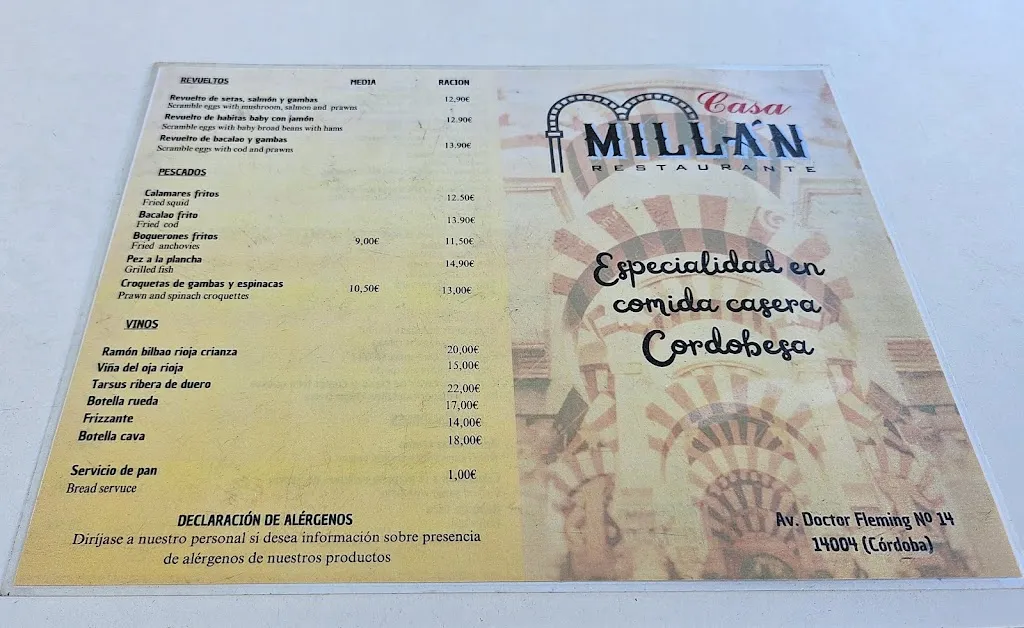 REVUELTOS MEDIA RACION
Revuelto de setas, salmón y gambas 12,90€
Scramble eggs with mushroom, salmon and prawns
Revuelto de habitas baby con jamón 12.90€
Scramble eggs with baby broad beans with hams
Revuelto de bacalao y gambas 13.90€
Scramble eggs with cod and prawns
PESCADOS
Calamares fritos 12.50€
Fried squid
Bacalao frito 13.90€
Fried cod
Boquerones fritos 9,00€ 11,50€
Fried anchovies
Pez a la plancha 14,90€
Grilled fish
Croquetas de gambas y espinacas 10,50€ 13,00€
Prawn and spinach croquettes
VINOS
Ramón bilbao rioja crianza 20,00€
Viña del oja rioja 15,00€
Tarsus ribera de duero 22,00€
Botella rueda 17,00€
Frizzante 14,00€
Botella cava 18,00€
Servicio de pan 1,00€
Bread servuce
DECLARACIÓN DE ALÉRGENOS
Diríjase a nuestro personal si desea información sobre presencia
de alérgenos de nuestros productos
Casa
MILLÁN
RESTAURANTE
Especialidad en
comida casera
Cordobesa
Av. Doctor Fleming Nº 14
14004 (Córdoba)